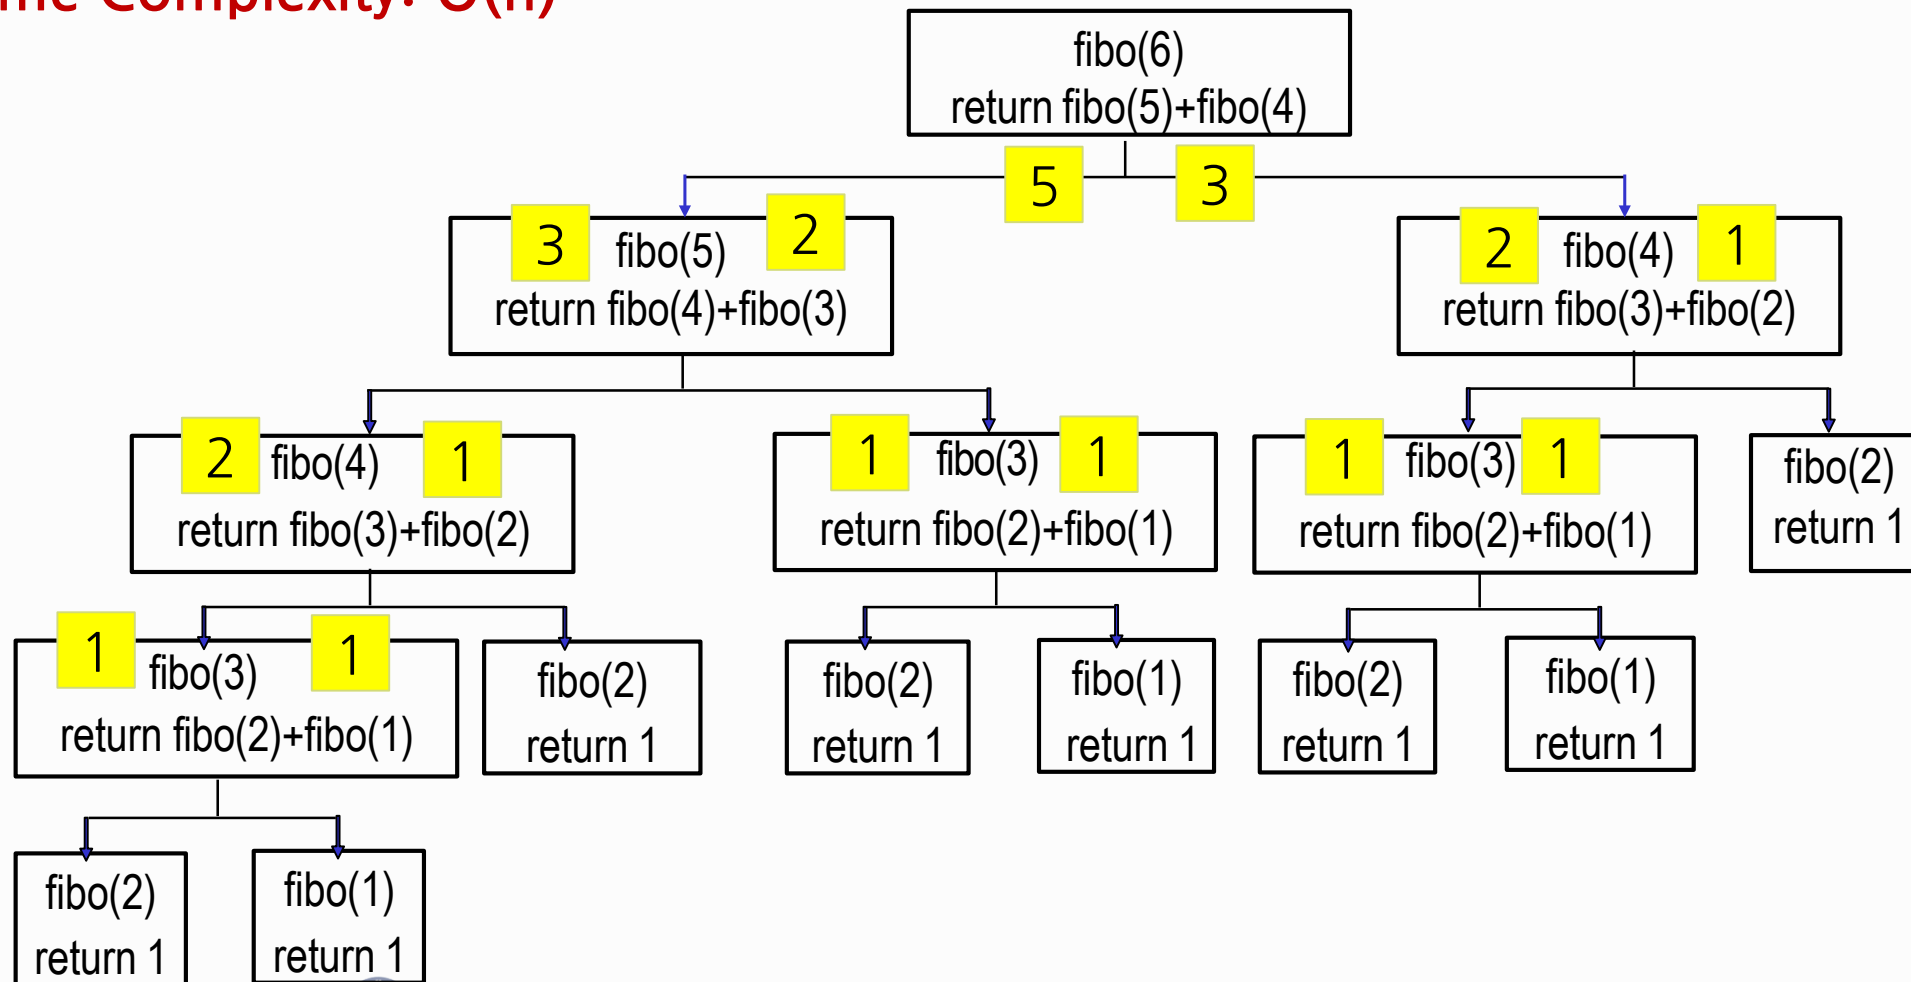 Complexity: O(n)
fibo(6)
return fibo(5)+fibo(4)
5 3
3 fibo(5) 2
return fibo(4)+fibo(3)
2 fibo(4) 1
return fibo(3)+fibo(2)
2 fibo(4) 1
return fibo(3)+fibo(2)
1 fibo(3) 1
return fibo(2)+fibo(1)
1 fibo(3) 1
return fibo(2)+fibo(1)
fibo(2)
return 1
1 fibo(3) 1
return fibo(2)+fibo(1)
fibo(2)
return 1
fibo(2)
return 1
fibo(1)
return 1
fibo(2)
return 1
fibo(1)
return 1
fibo(2)
return 1
fibo(1)
return 1